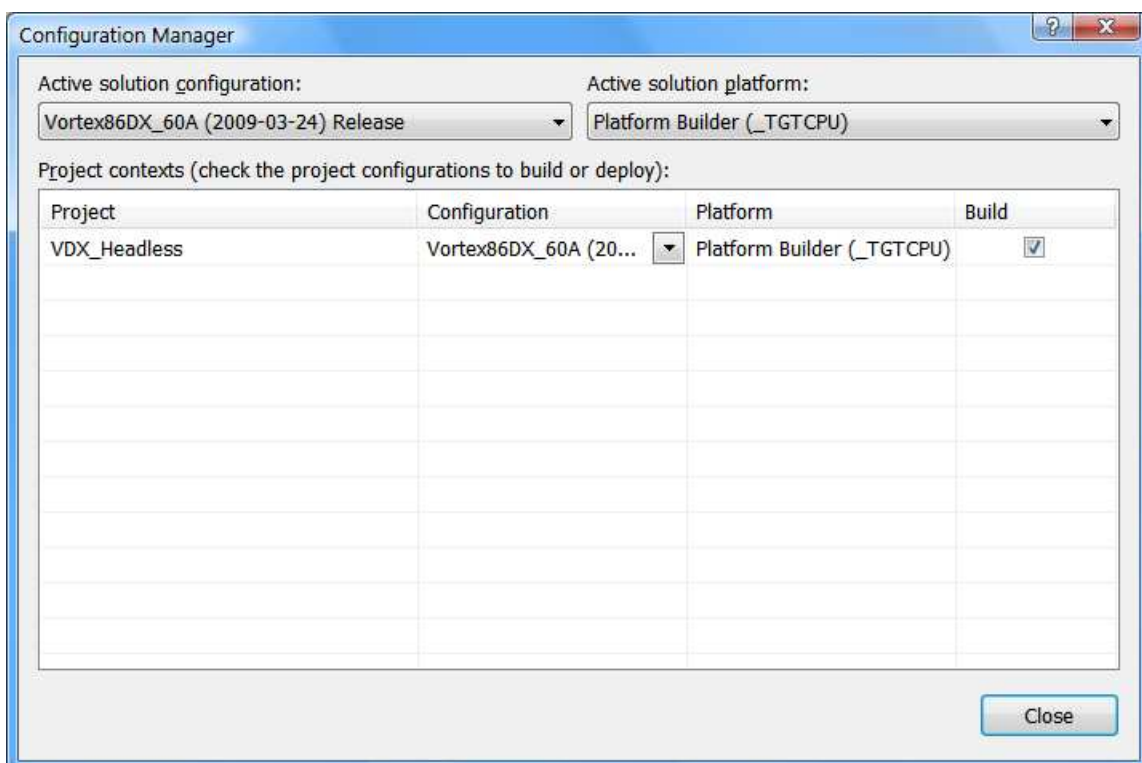 Configuration Manager
Active solution configuration: Active solution platform:
Vortex86DX_60A (2009-03-24) Release Platform Builder (_TGTCPU)
Project contexts (check the project configurations to build or deploy):
Project Configuration Platform Build
VDX_Headless Vortex86DX_60A (20... Platform Builder (_TGTCPU)
Close